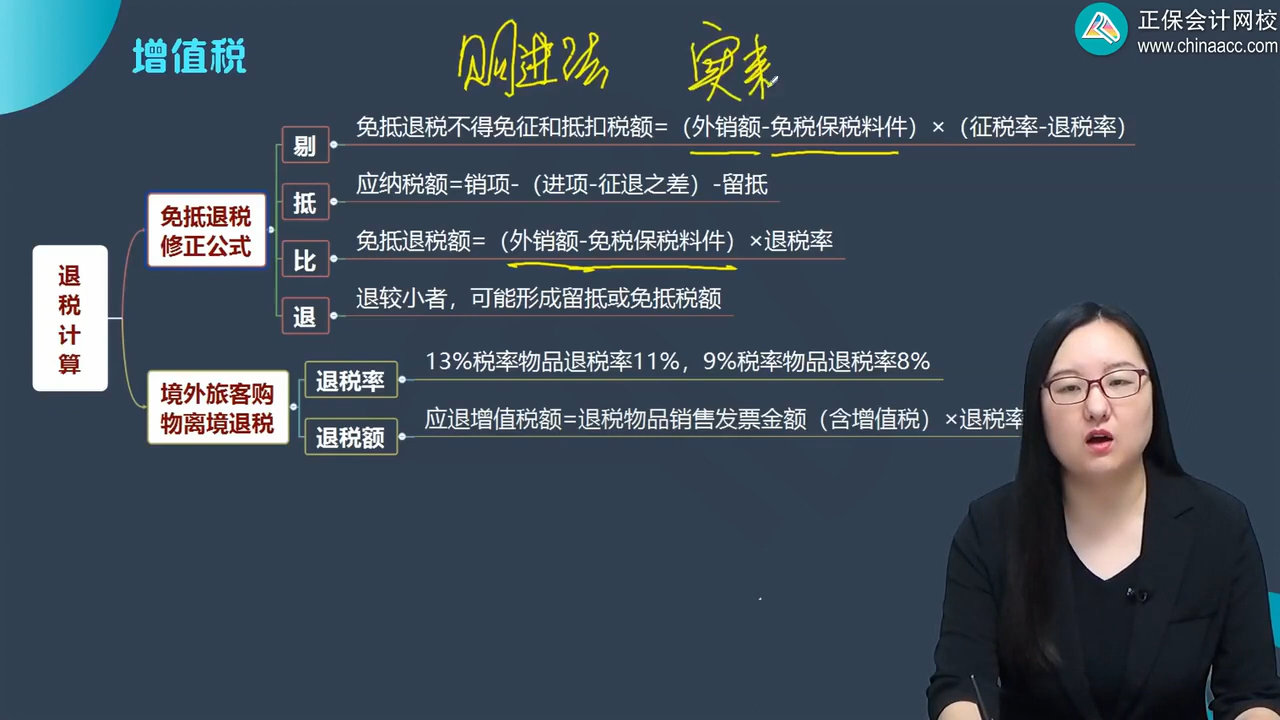 正保会计网校
www.chinaacc.com
增值税
购进法 实耗
退税计算
免抵退税
修正公式
剔
免抵退税不得免征和抵扣税额=（外销额-免税保税料件）×（征税率-退税率）
抵
应纳税额=销项-（进项-征退之差）-留抵
比
免抵退税额=（外销额-免税保税料件）×退税率
退
退较小者，可能形成留抵或免抵税额
境外旅客购
物离境退税
退税率
13%税率物品退税率11%，9%税率物品退税率8%
退税额
应退增值税额=退税物品销售发票金额（含增值税）×退税率